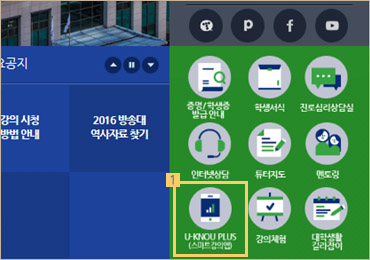 요공지
강의 시청
방법 안내
2016 방송대
역사자료 찾기
증명/학생증
발급 안내
학생서식
진로심리상담실
인터넷상담
튜터지도
멘토링
1
U-KNOU PLUS
(스마트강의앱)
강의체험
대학생활
길라잡이